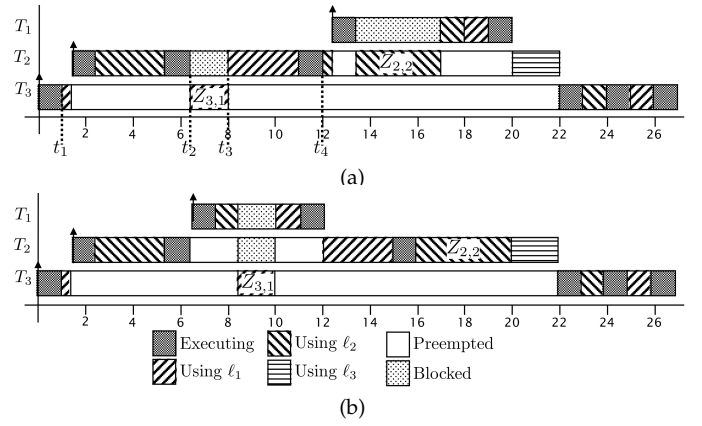 T1
T2
Z2,2
T3
Z3,1
2 4 6 8 10 12 14 16 18 20 22 24 26
t1 t2 t3 t4
(a)
T1
T2
Z2,2
T3
Z3,1
2 4 6 8 10 12 14 16 18 20 22 24 26
Executing Using ℓ2 Preempted
Using ℓ1 Using ℓ3 Blocked
(b)